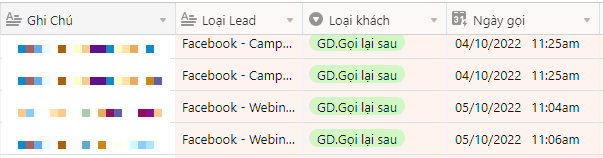 Ghi Chú Loại Lead Loại khách Ngày gọi
Facebook - Camp... GD.Gọi lại sau 04/10/2022 11:25am
Facebook - Camp... GD.Gọi lại sau 04/10/2022 11:25am
Facebook - Webin... GD.Gọi lại sau 05/10/2022 11:04am
Facebook - Webin... GD.Gọi lại sau 05/10/2022 11:06am